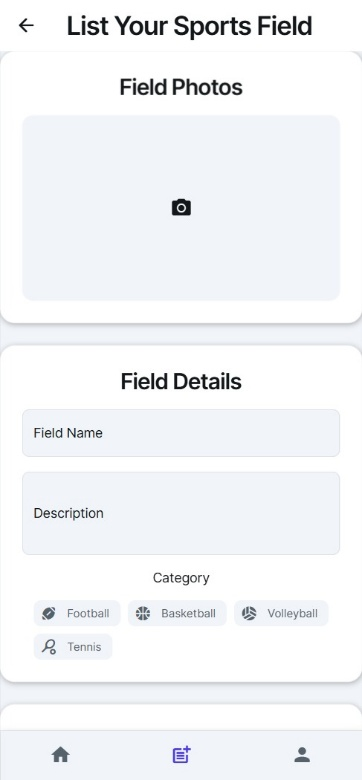 List Your Sports Field
Field Photos
Field Details
Field Name
Description
Category
Football Basketball Volleyball
Tennis